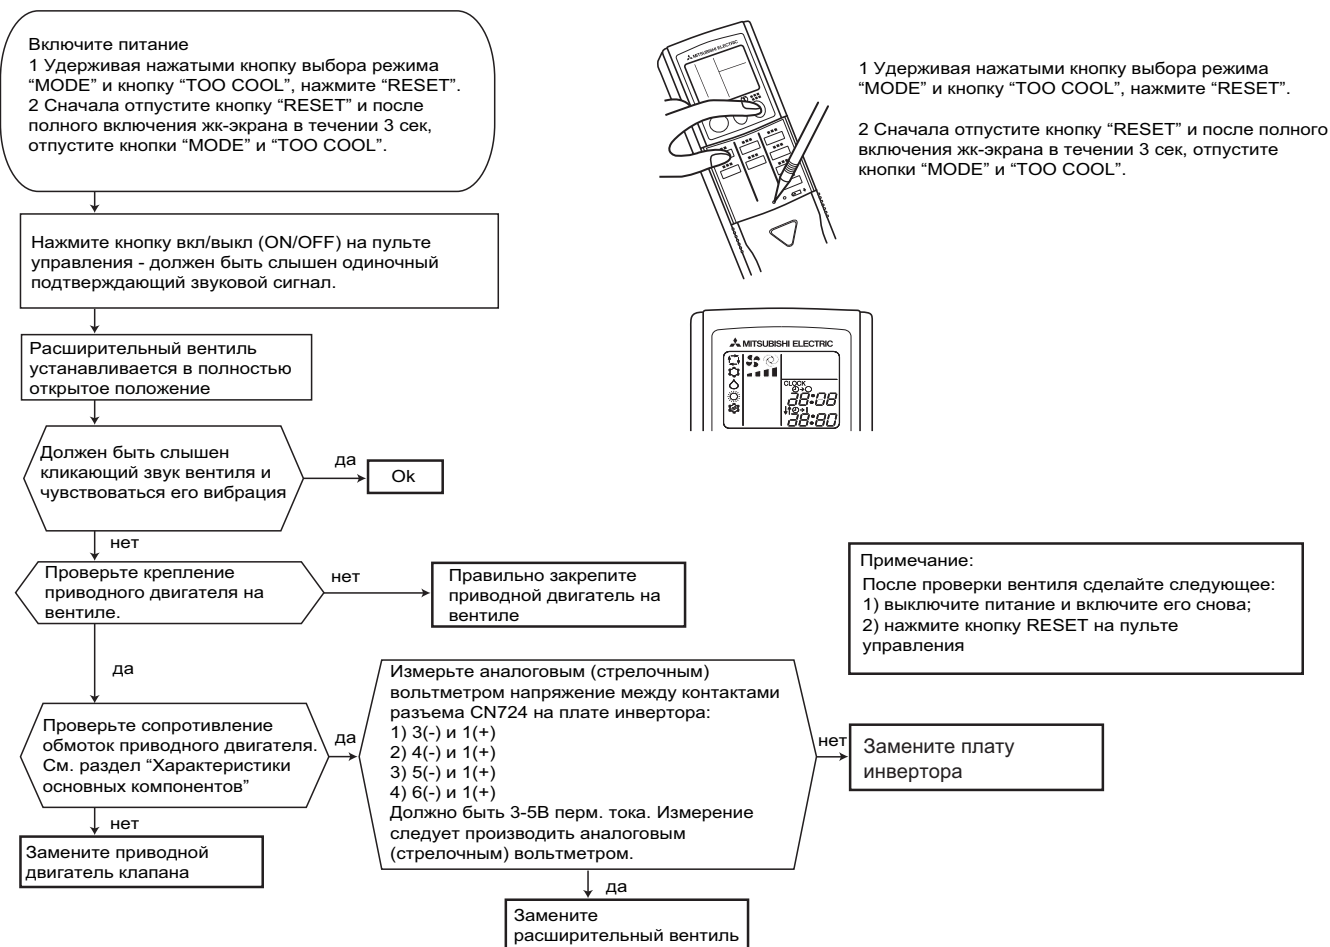 Включите питание
1 Удерживая нажатыми кнопку выбора режима
“MODE” и кнопку “TOO COOL”, нажмите “RESET”.
2 Сначала отпустите кнопку “RESET” и после
полного включения жк-экрана в течении 3 сек,
отпустите кнопки “MODE” и “TOO COOL”.
Нажмите кнопку вкл/выкл (ON/OFF) на пульте
управления - должен быть слышен одиночный
подтверждающий звуковой сигнал.
Расширительный вентиль
устанавливается в полностью
открытое положение
Должен быть слышен
кликающий звук вентиля и
чувствоваться его вибрация
да
Ok
нет
Проверьте крепление
приводного двигателя на
вентиле.
нет
Правильно закрепите
приводной двигатель на
вентиле
да
Проверьте сопротивление
обмоток приводного двигателя.
См. раздел “Характеристики
основных компонентов”
да
нет
Замените приводной
двигатель клапана
Измерьте аналоговым (стрелочным)
вольтметром напряжение между контактами
разъема CN724 на плате инвертора:
1) 3(-) и 1(+)
2) 4(-) и 1(+)
3) 5(-) и 1(+)
4) 6(-) и 1(+)
Должно быть 3-5В перм. тока. Измерение
следует производить аналоговым
(стрелочным) вольтметром.
нет
Замените плату
инвертора
да
Замените
расширительный вентиль
MITSUBISHI ELECTRIC
1 Удерживая нажатыми кнопку выбора режима
“MODE” и кнопку “TOO COOL”, нажмите “RESET”.
2 Сначала отпустите кнопку “RESET” и после полного
включения жк-экрана в течении 3 сек, отпустите
кнопки “MODE” и “TOO COOL”.
MITSUBISHI ELECTRIC
CLOCK
88:08
88:80
Примечание:
После проверки вентиля сделайте следующее:
1) выключите питание и включите его снова;
2) нажмите кнопку RESET на пульте
управления